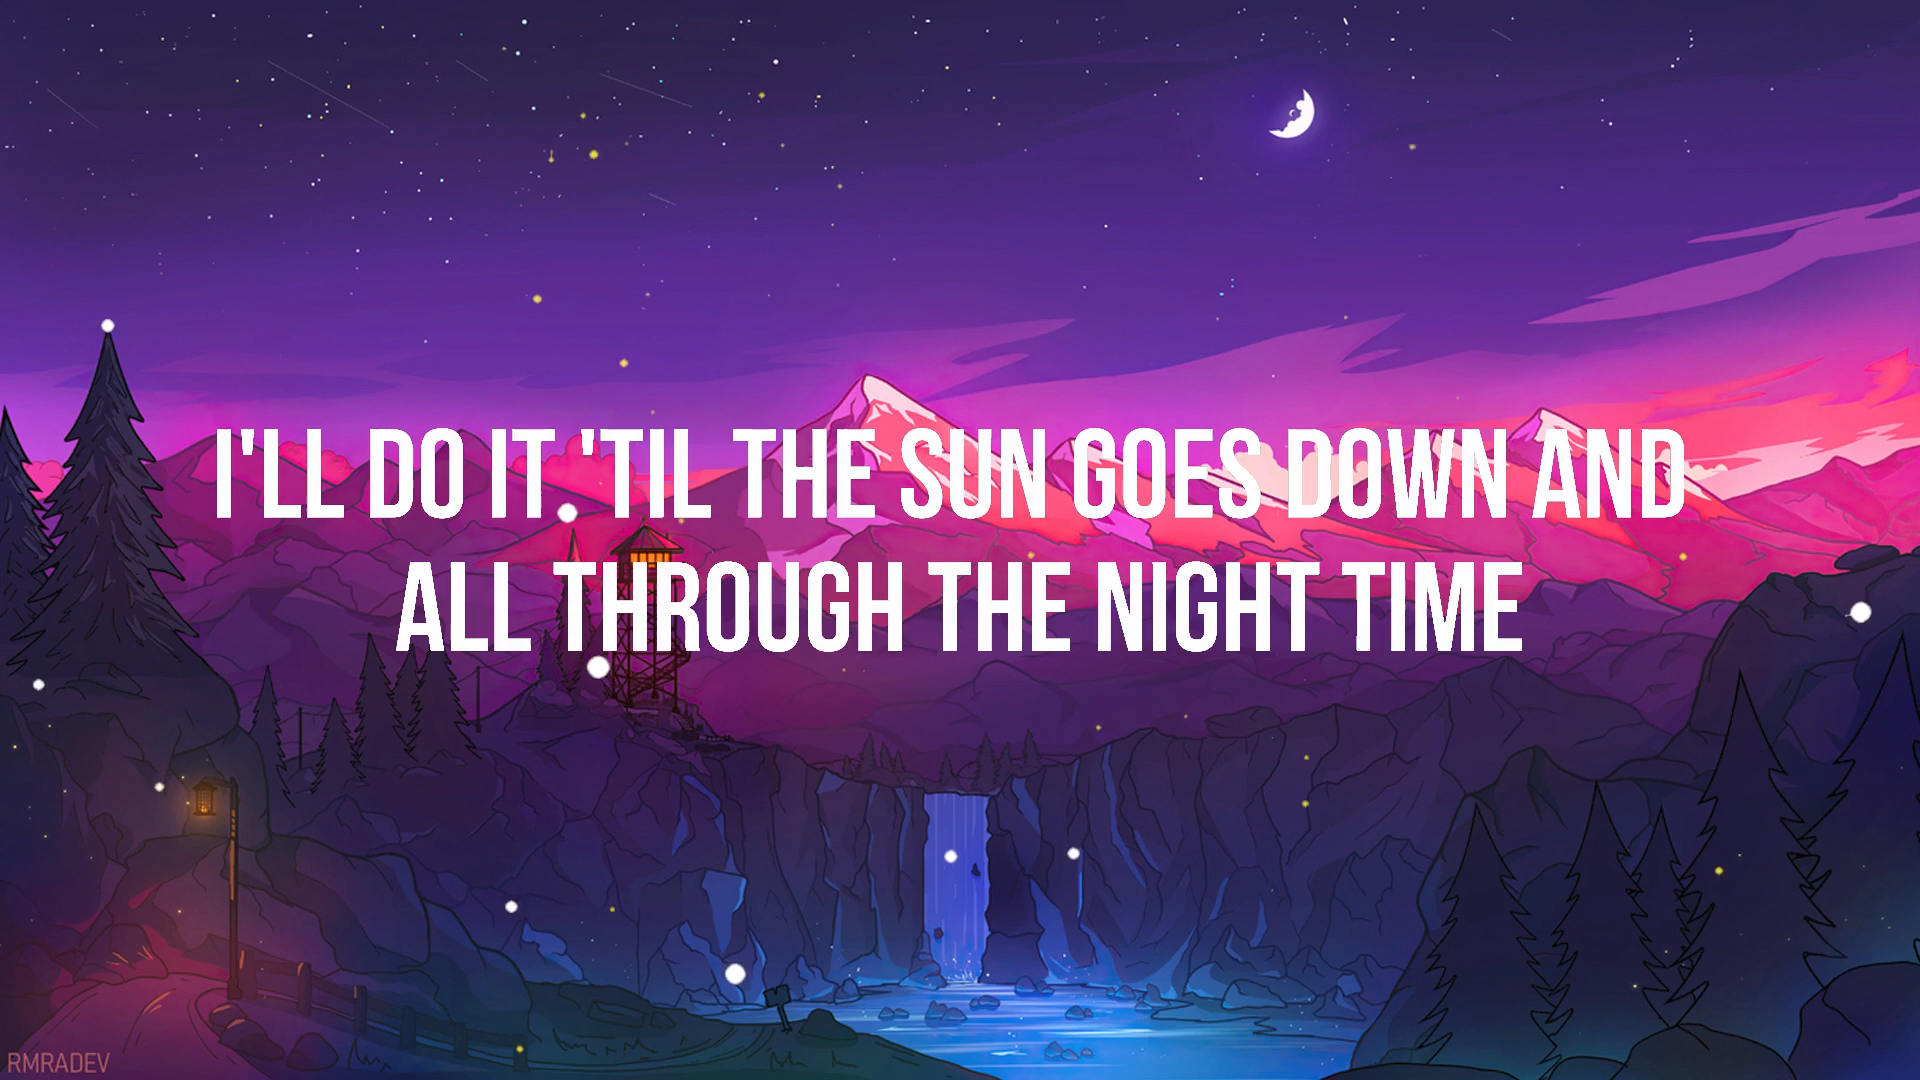 I'LL DO IT 'TIL THE SUN GOES DOWN AND
ALL THROUGH THE NIGHT TIME
RMRADEV